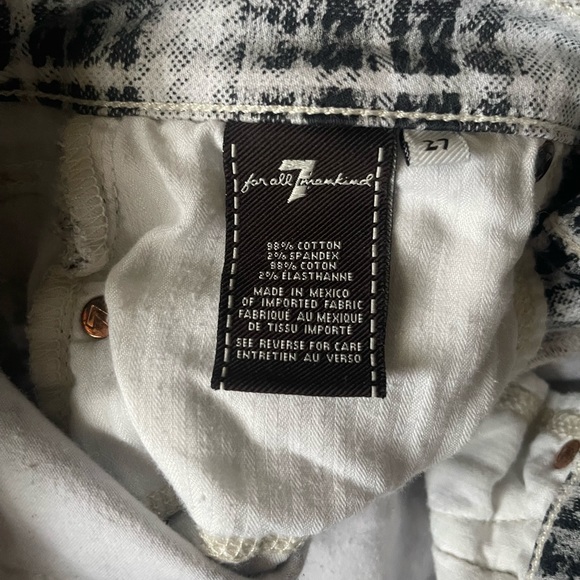 for all 7 mankind
27
98% COTTON
2% SPANDEX
98% COTON
2% ÉLASTHANNE
MADE IN MEXICO
OF IMPORTED FABRIC
FABRIQUÉ AU MEXIQUE
DE TISSU IMPORTÉ
SEE REVERSE FOR CARE
ENTRETIEN AU VERSO